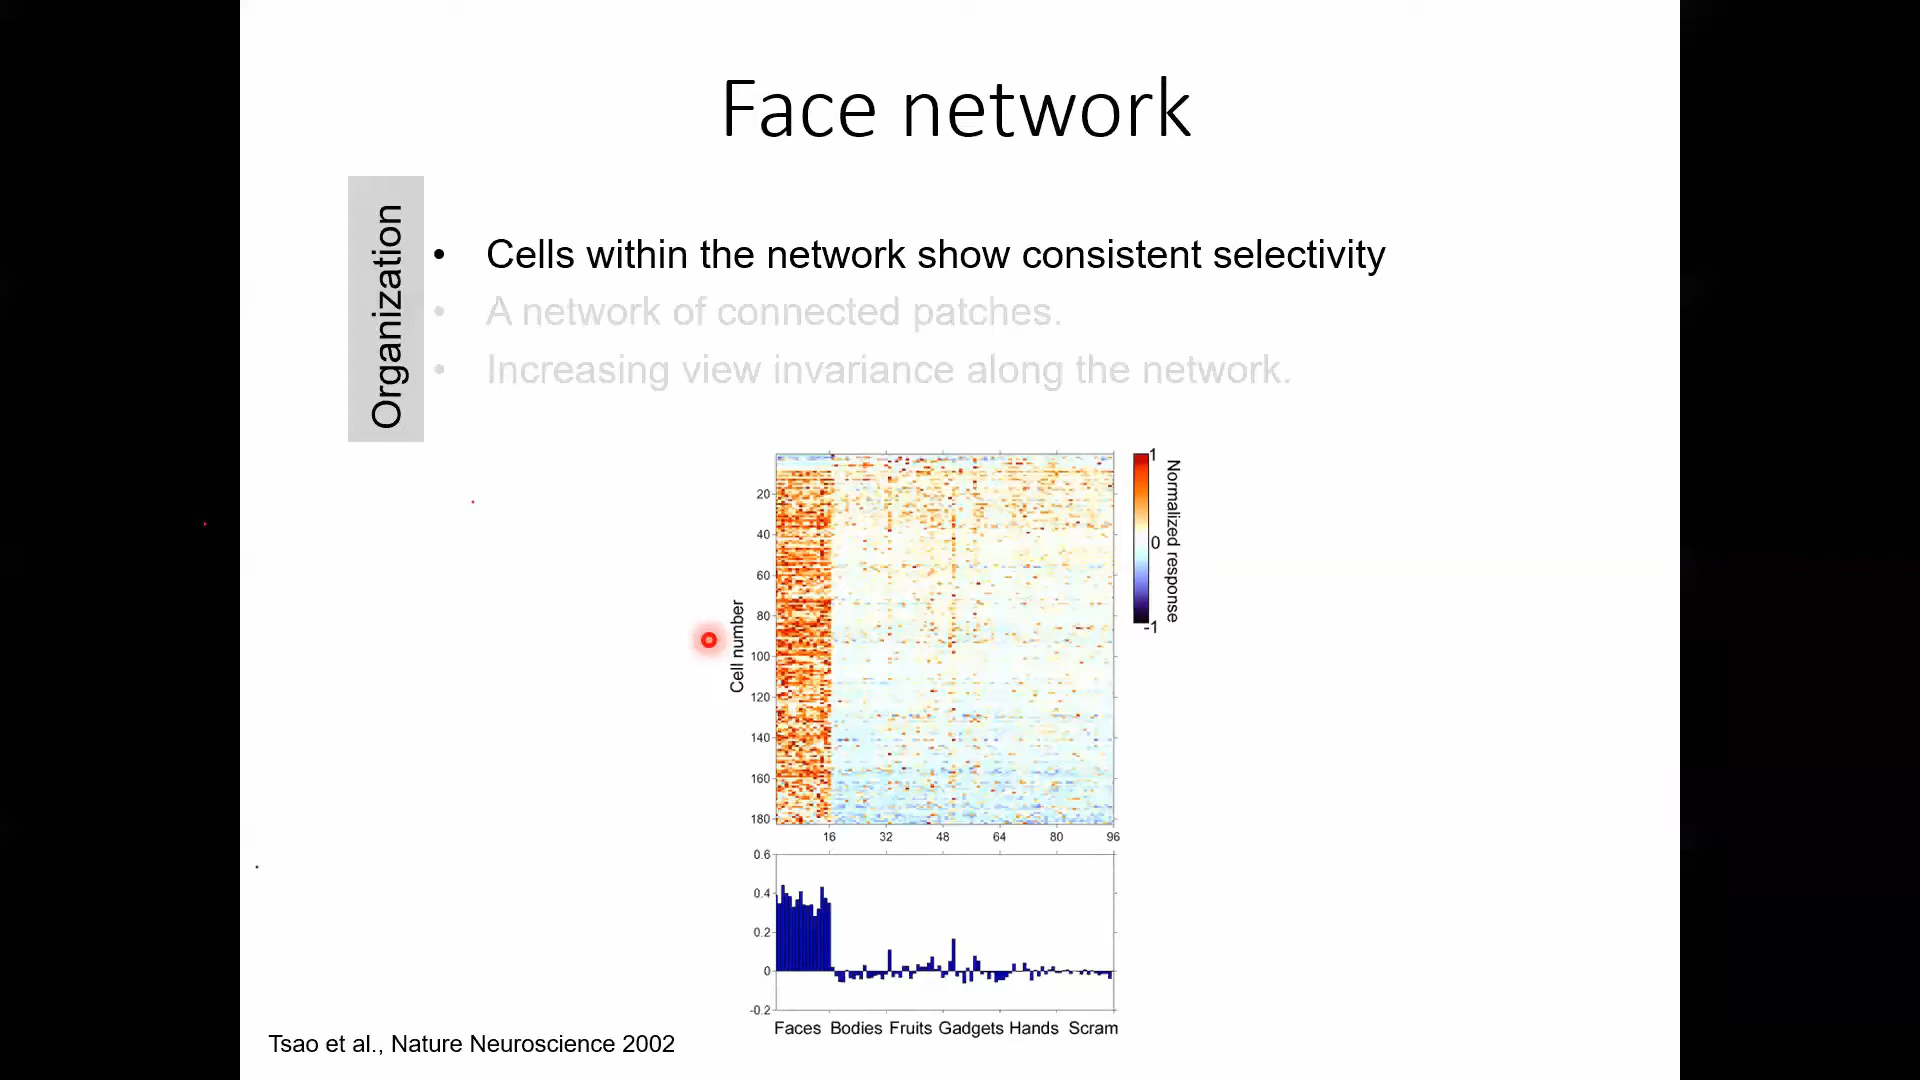 Face network
Organization
• Cells within the network show consistent selectivity
• A network of connected patches.
• Increasing view invariance along the network.
Cell number
20
40
60
80
100
120
140
160
180
16 32 48 64 80 96
1
0
-1
Normalized response
0.6
0.4
0.2
0
-0.2
Faces Bodies Fruits Gadgets Hands Scram
Tsao et al., Nature Neuroscience 2002